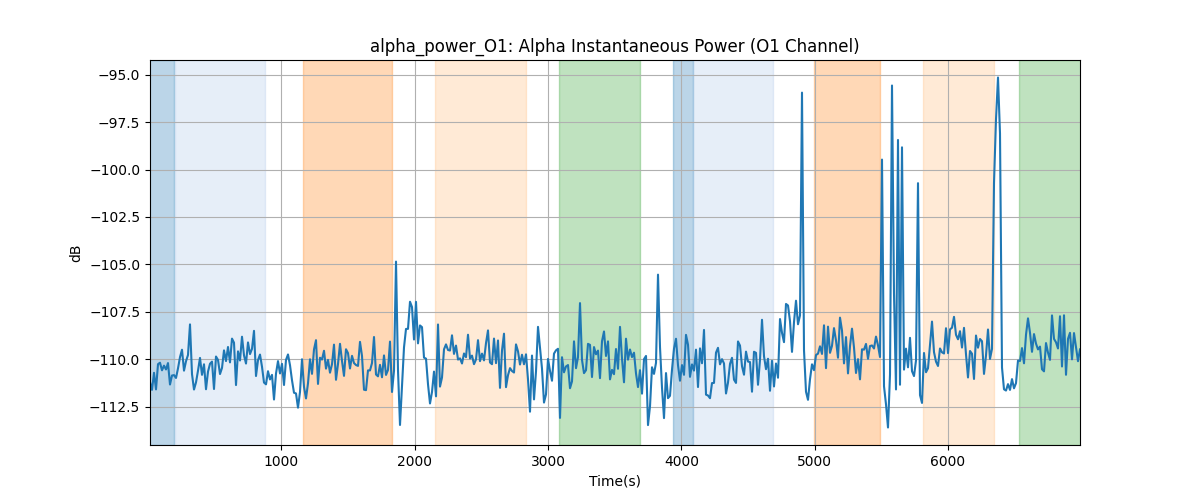 alpha_power_O1: Alpha Instantaneous Power (O1 Channel)
−95.0
−97.5
−100.0
−102.5
−105.0
−107.5
−110.0
−112.5
dB
1000 2000 3000 4000 5000 6000
Time(s)